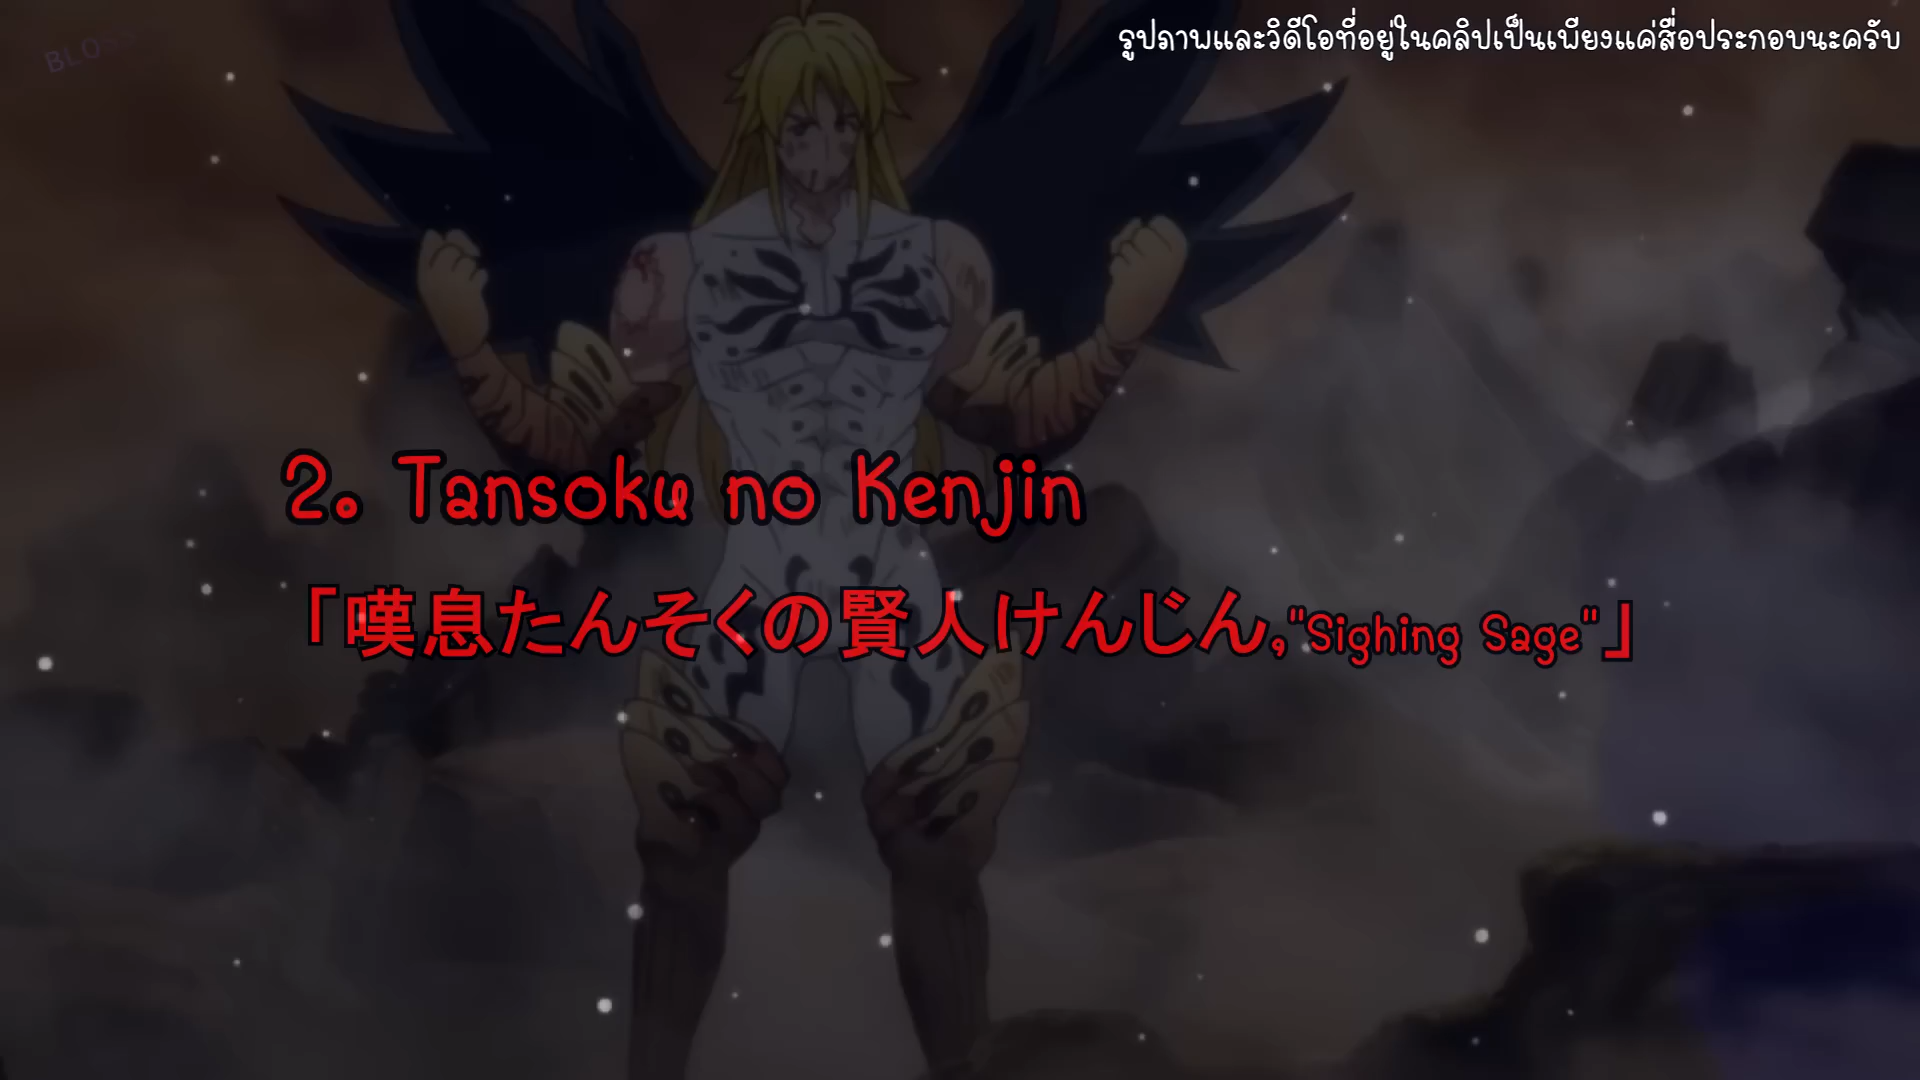 รูปภาพและวิดีโอที่อยู่ในคลิปเป็นเพียงแค่สื่อประกอบนะครับ
2. Tansoku no Kenjin
「嘆息たんそくの賢人けんじん,"Sighing Sage"」